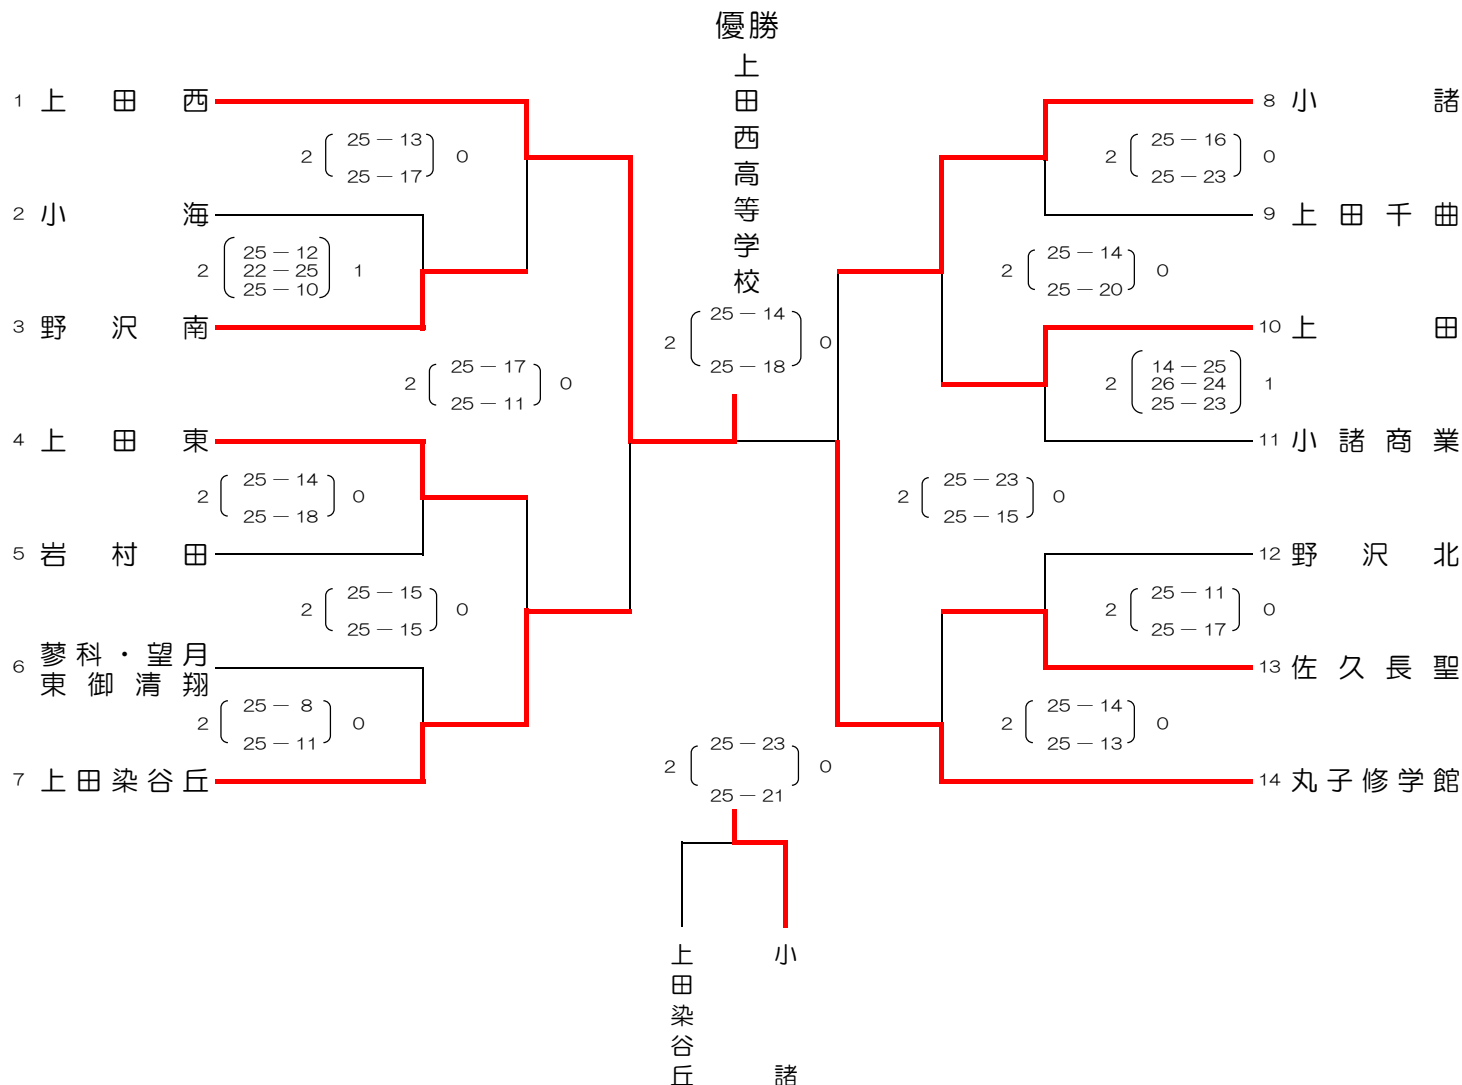 優勝
上田西高等学校
1 上田西
2 ( 25 － 13 ) 0
25 － 17
2 小海
2 ( 25 － 12 ) 1
22 － 25
25 － 10
3 野沢南
2 ( 25 － 17 ) 0
25 － 11
4 上田東
2 ( 25 － 14 ) 0
25 － 18
5 岩村田
2 ( 25 － 15 ) 0
25 － 15
6 蓼科・望月
東御清翔
2 ( 25 － 8 ) 0
25 － 11
7 上田染谷丘
2 ( 25 － 14 ) 0
25 － 18
8 小諸
2 ( 25 － 16 ) 0
25 － 23
9 上田千曲
2 ( 25 － 14 ) 0
25 － 20
10 上田
2 ( 14 － 25 ) 1
26 － 24
25 － 23
11 小諸商業
2 ( 25 － 23 ) 0
25 － 15
12 野沢北
2 ( 25 － 11 ) 0
25 － 17
13 佐久長聖
2 ( 25 － 14 ) 0
25 － 13
14 丸子修学館
2 ( 25 － 23 ) 0
25 － 21
上田染谷丘
小諸